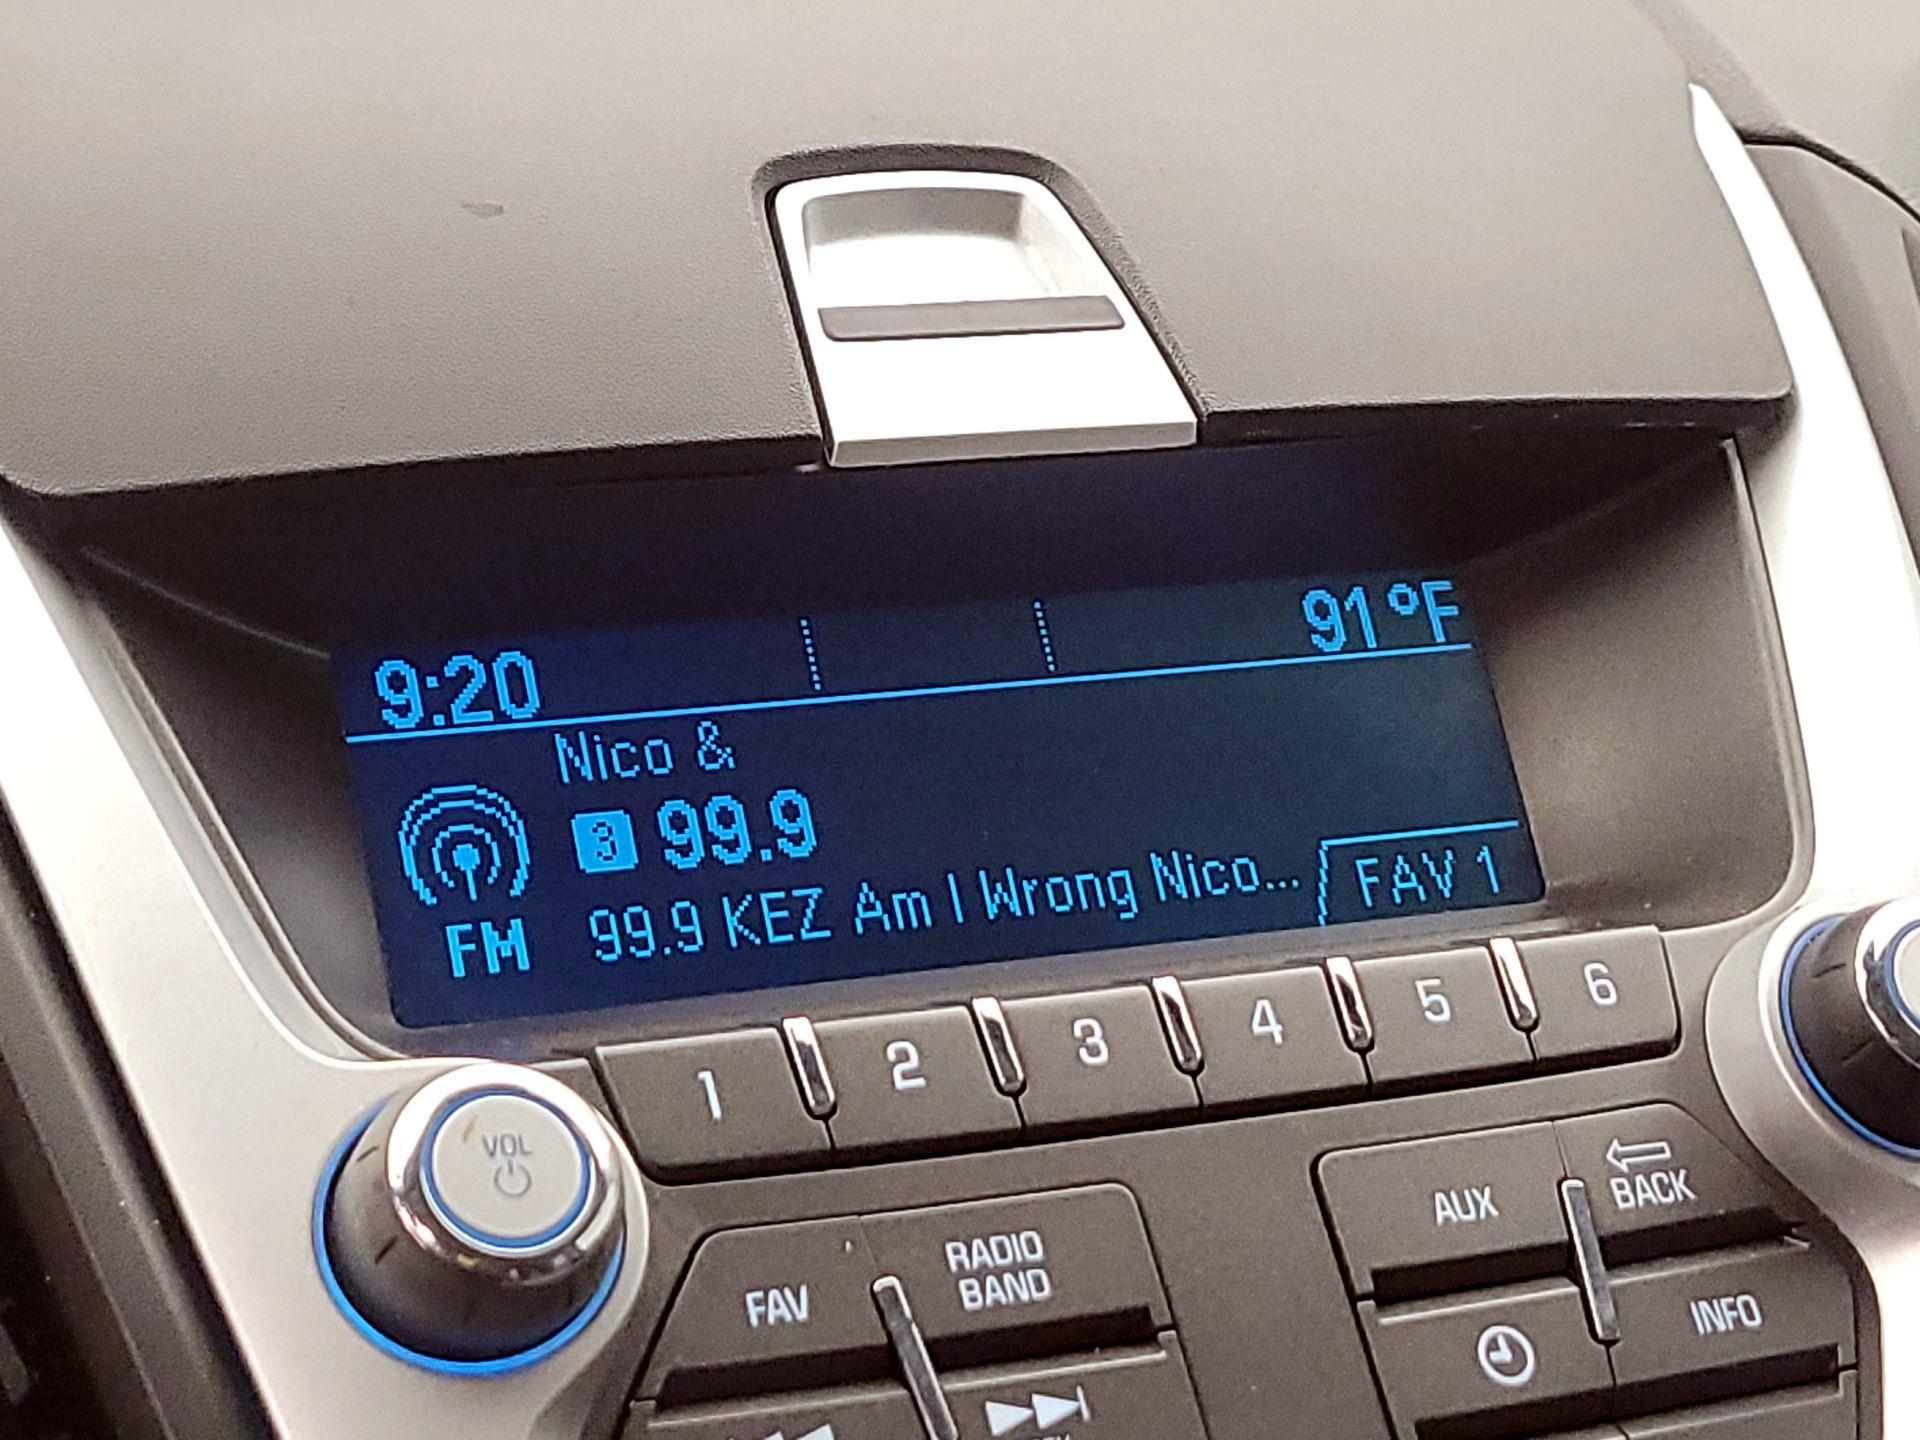 9:20 91°F
Nico &
3 99.9
FM 99.9 KEZ Am I Wrong Nico... FAV 1
1 2 3 4 5 6
VOL
AUX BACK
FAV RADIO BAND
INFO